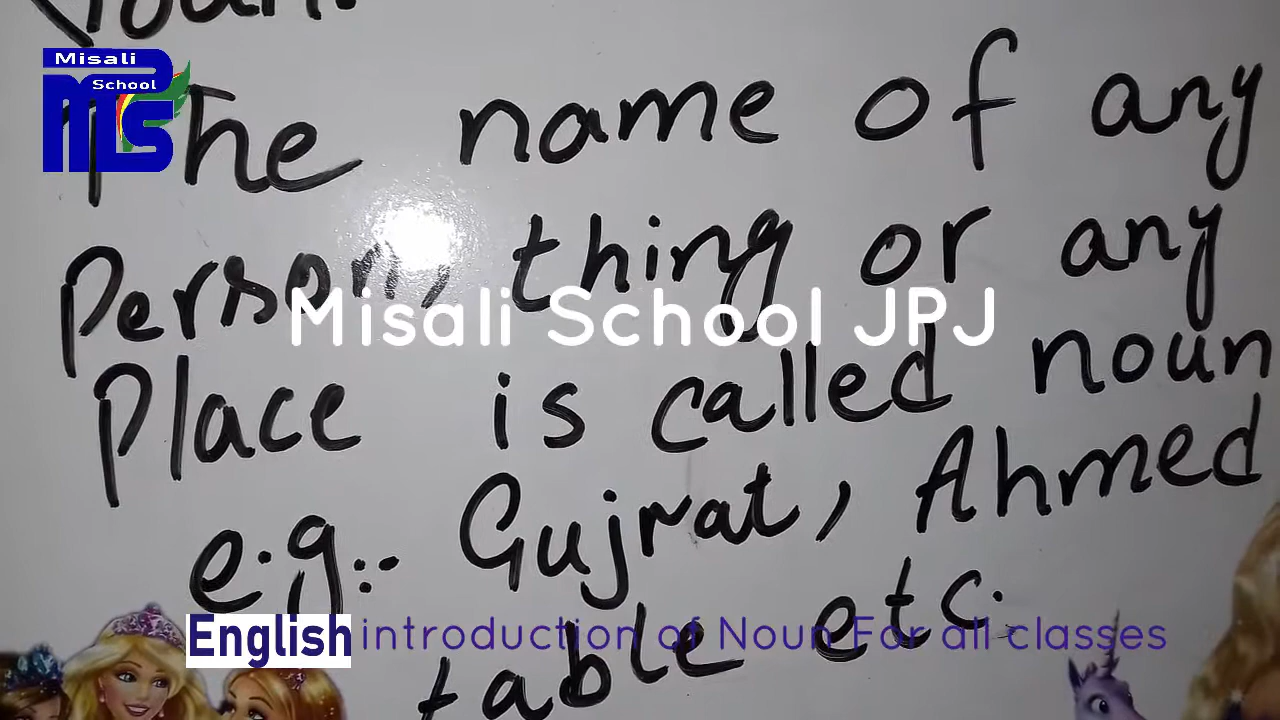 Noun:
Misali
School
The name of any
Person, thing or any
Misali School JPJ
Place is called noun
e.g:- Gujrat, Ahmed
English introduction of Noun For all classes
table etc.